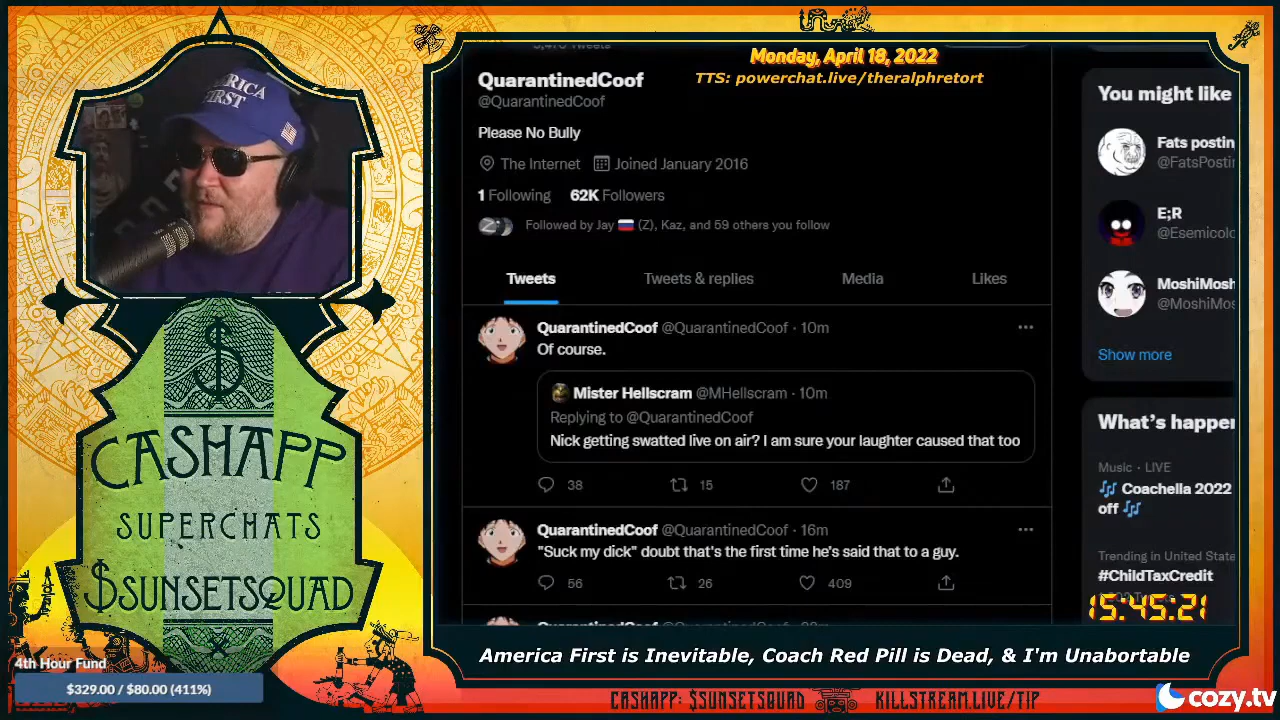 Monday, April 18, 2022
TTS: powerchat.live/theralphretort
AMERICA
FIRST
QuarantinedCoof
@QuarantinedCoof
Please No Bully
The Internet
Joined January 2016
1 Following 62K Followers
Followed by Jay (Z), Kaz, and 59 others you follow
Tweets
Tweets & replies
Media
Likes
QuarantinedCoof @QuarantinedCoof · 10m
Of course.
Mister Hellscram @MHellscram · 10m
Replying to @QuarantinedCoof
Nick getting swatted live on air? I am sure your laughter caused that too
38 15 187
QuarantinedCoof @QuarantinedCoof · 16m
"Suck my dick" doubt that's the first time he's said that to a guy.
56 26 409
You might like
Fats postin
@FatsPostin
E;R
@Esemicolo
MoshiMosh
@MoshiMos
Show more
What's happen
Music · LIVE
🎶 Coachella 2022
off 🎶
Trending in United State
#ChildTaxCredit
15:45:21
$
CASHAPP
SUPERCHATS
$SUNSETSQUAD
4th Hour Fund
$329.00 / $80.00 (411%)
America First is Inevitable, Coach Red Pill is Dead, & I'm Unabortable
CASHAPP: $SUNSETSQUAD
KILLSTREAM.LIVE/TIP
cozy.tv